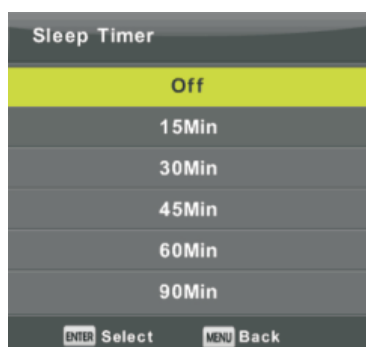 Sleep Timer
Off
15Min
30Min
45Min
60Min
90Min
ENTER Select MENU Back